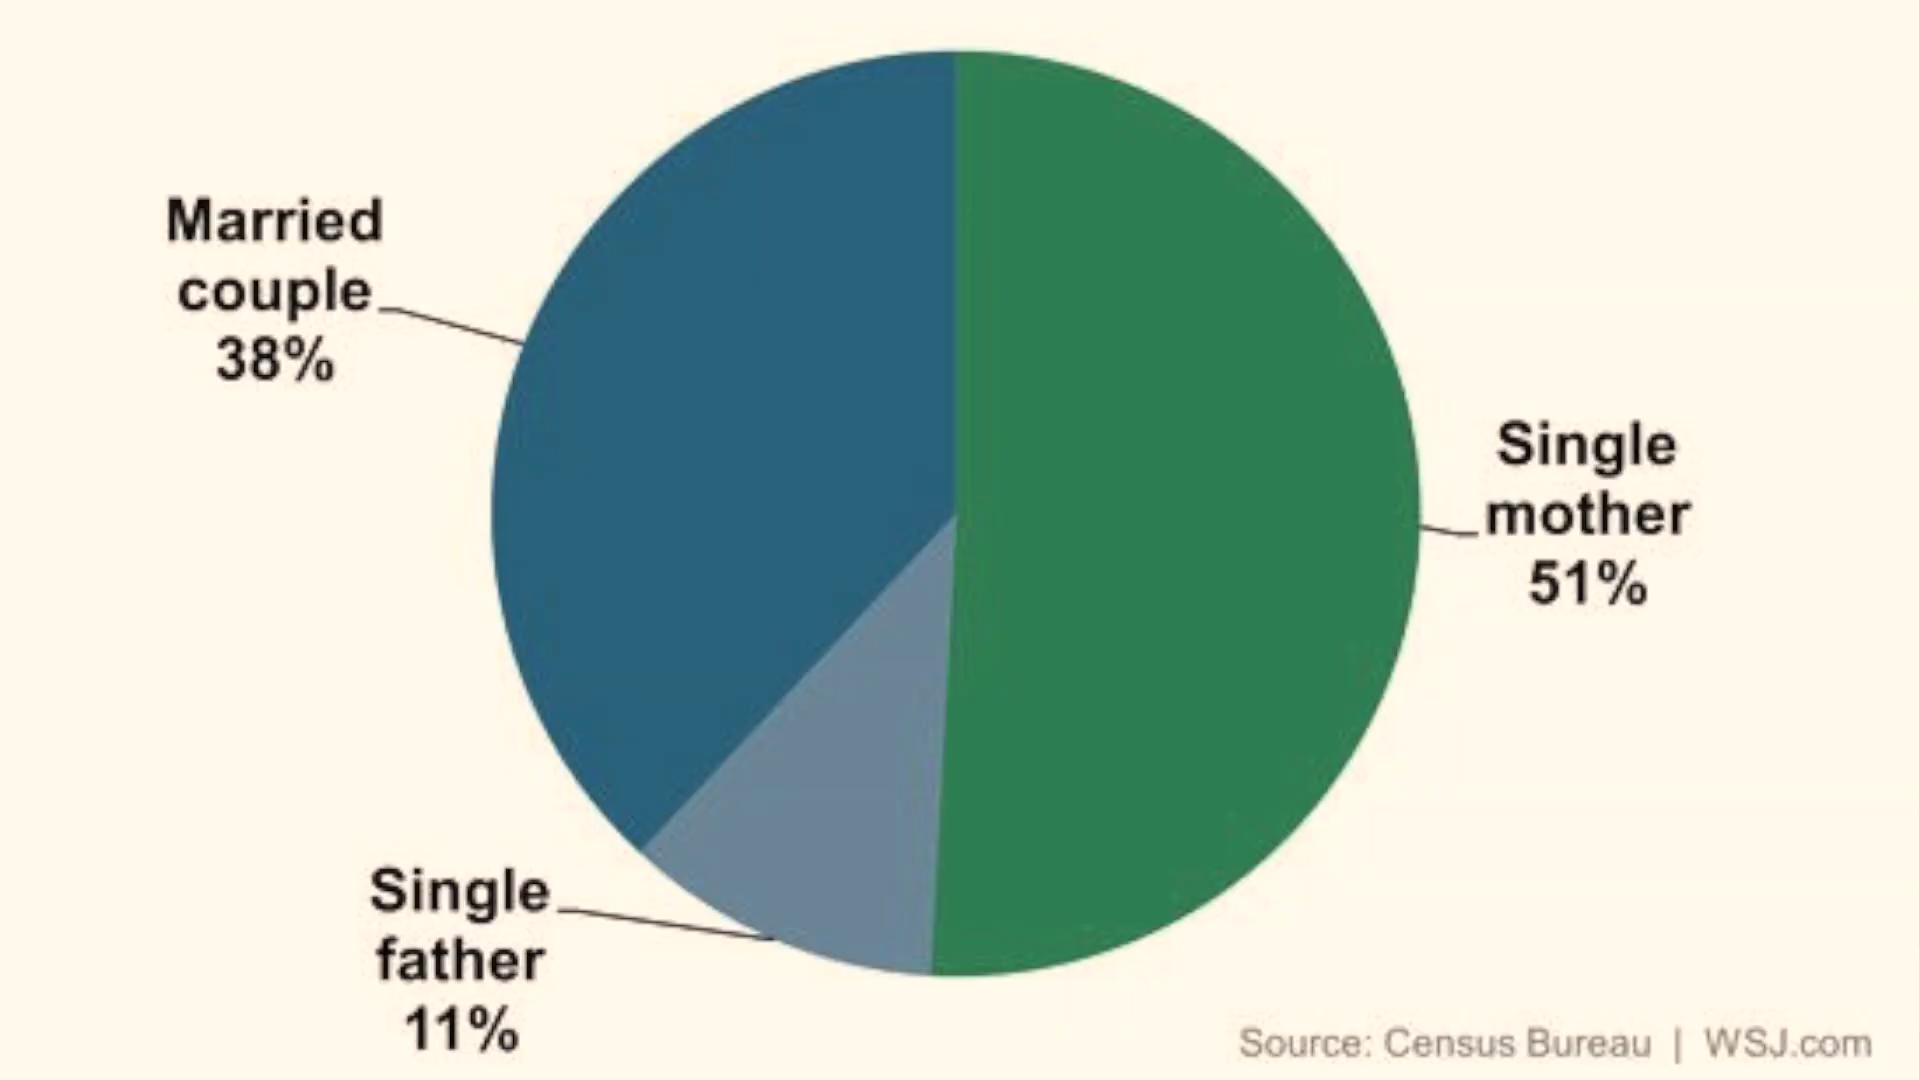 Married
couple
38%
Single
mother
51%
Single
father
11%
Source: Census Bureau | WSJ.com